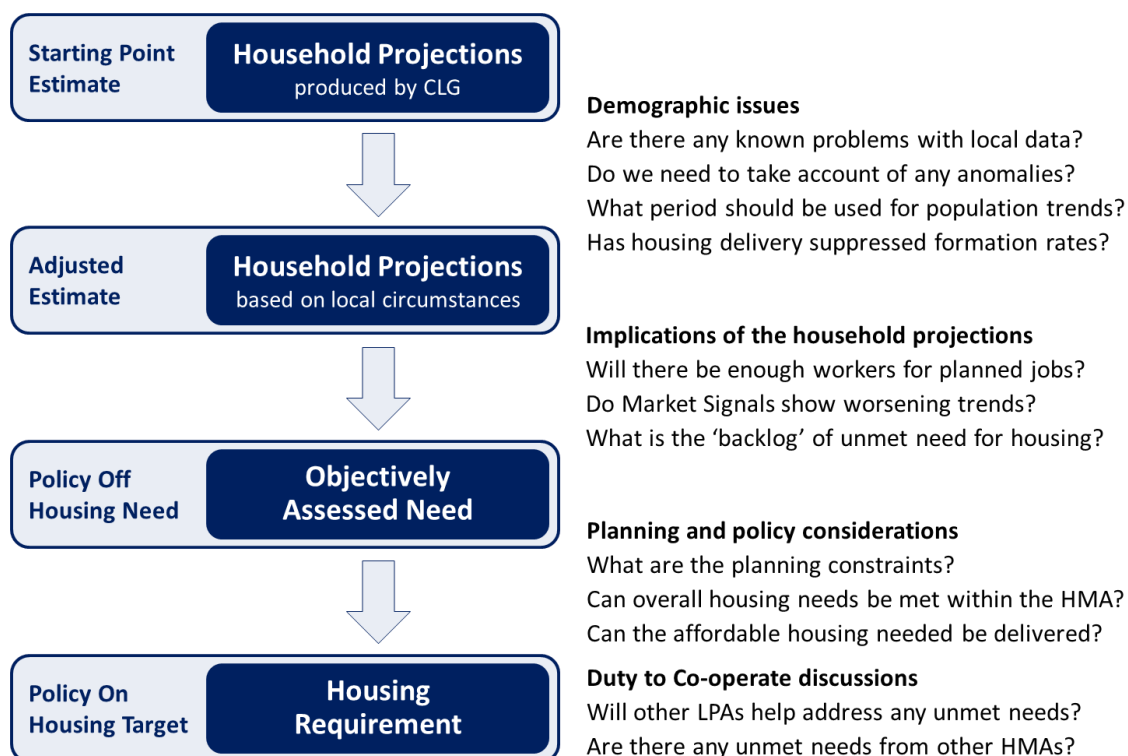 Starting Point
Estimate
Household Projections
produced by CLG
Demographic issues
Are there any known problems with local data?
Do we need to take account of any anomalies?
What period should be used for population trends?
Has housing delivery suppressed formation rates?
Adjusted
Estimate
Household Projections
based on local circumstances
Implications of the household projections
Will there be enough workers for planned jobs?
Do Market Signals show worsening trends?
What is the ‘backlog’ of unmet need for housing?
Policy Off
Housing Need
Objectively
Assessed Need
Planning and policy considerations
What are the planning constraints?
Can overall housing needs be met within the HMA?
Can the affordable housing needed be delivered?
Policy On
Housing Target
Housing
Requirement
Duty to Co-operate discussions
Will other LPAs help address any unmet needs?
Are there any unmet needs from other HMAs?